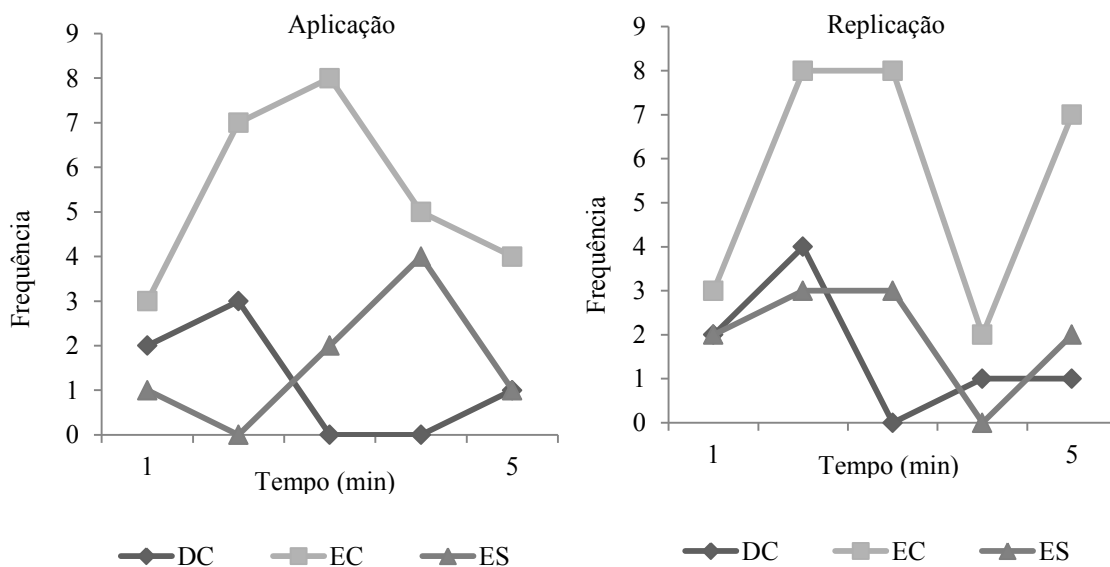 Aplicação
9
8
7
6
5
4
3
2
1
0
Frequência
1 5
Tempo (min)
DC EC ES
Replicação
9
8
7
6
5
4
3
2
1
0
Frequência
1 5
Tempo (min)
DC EC ES